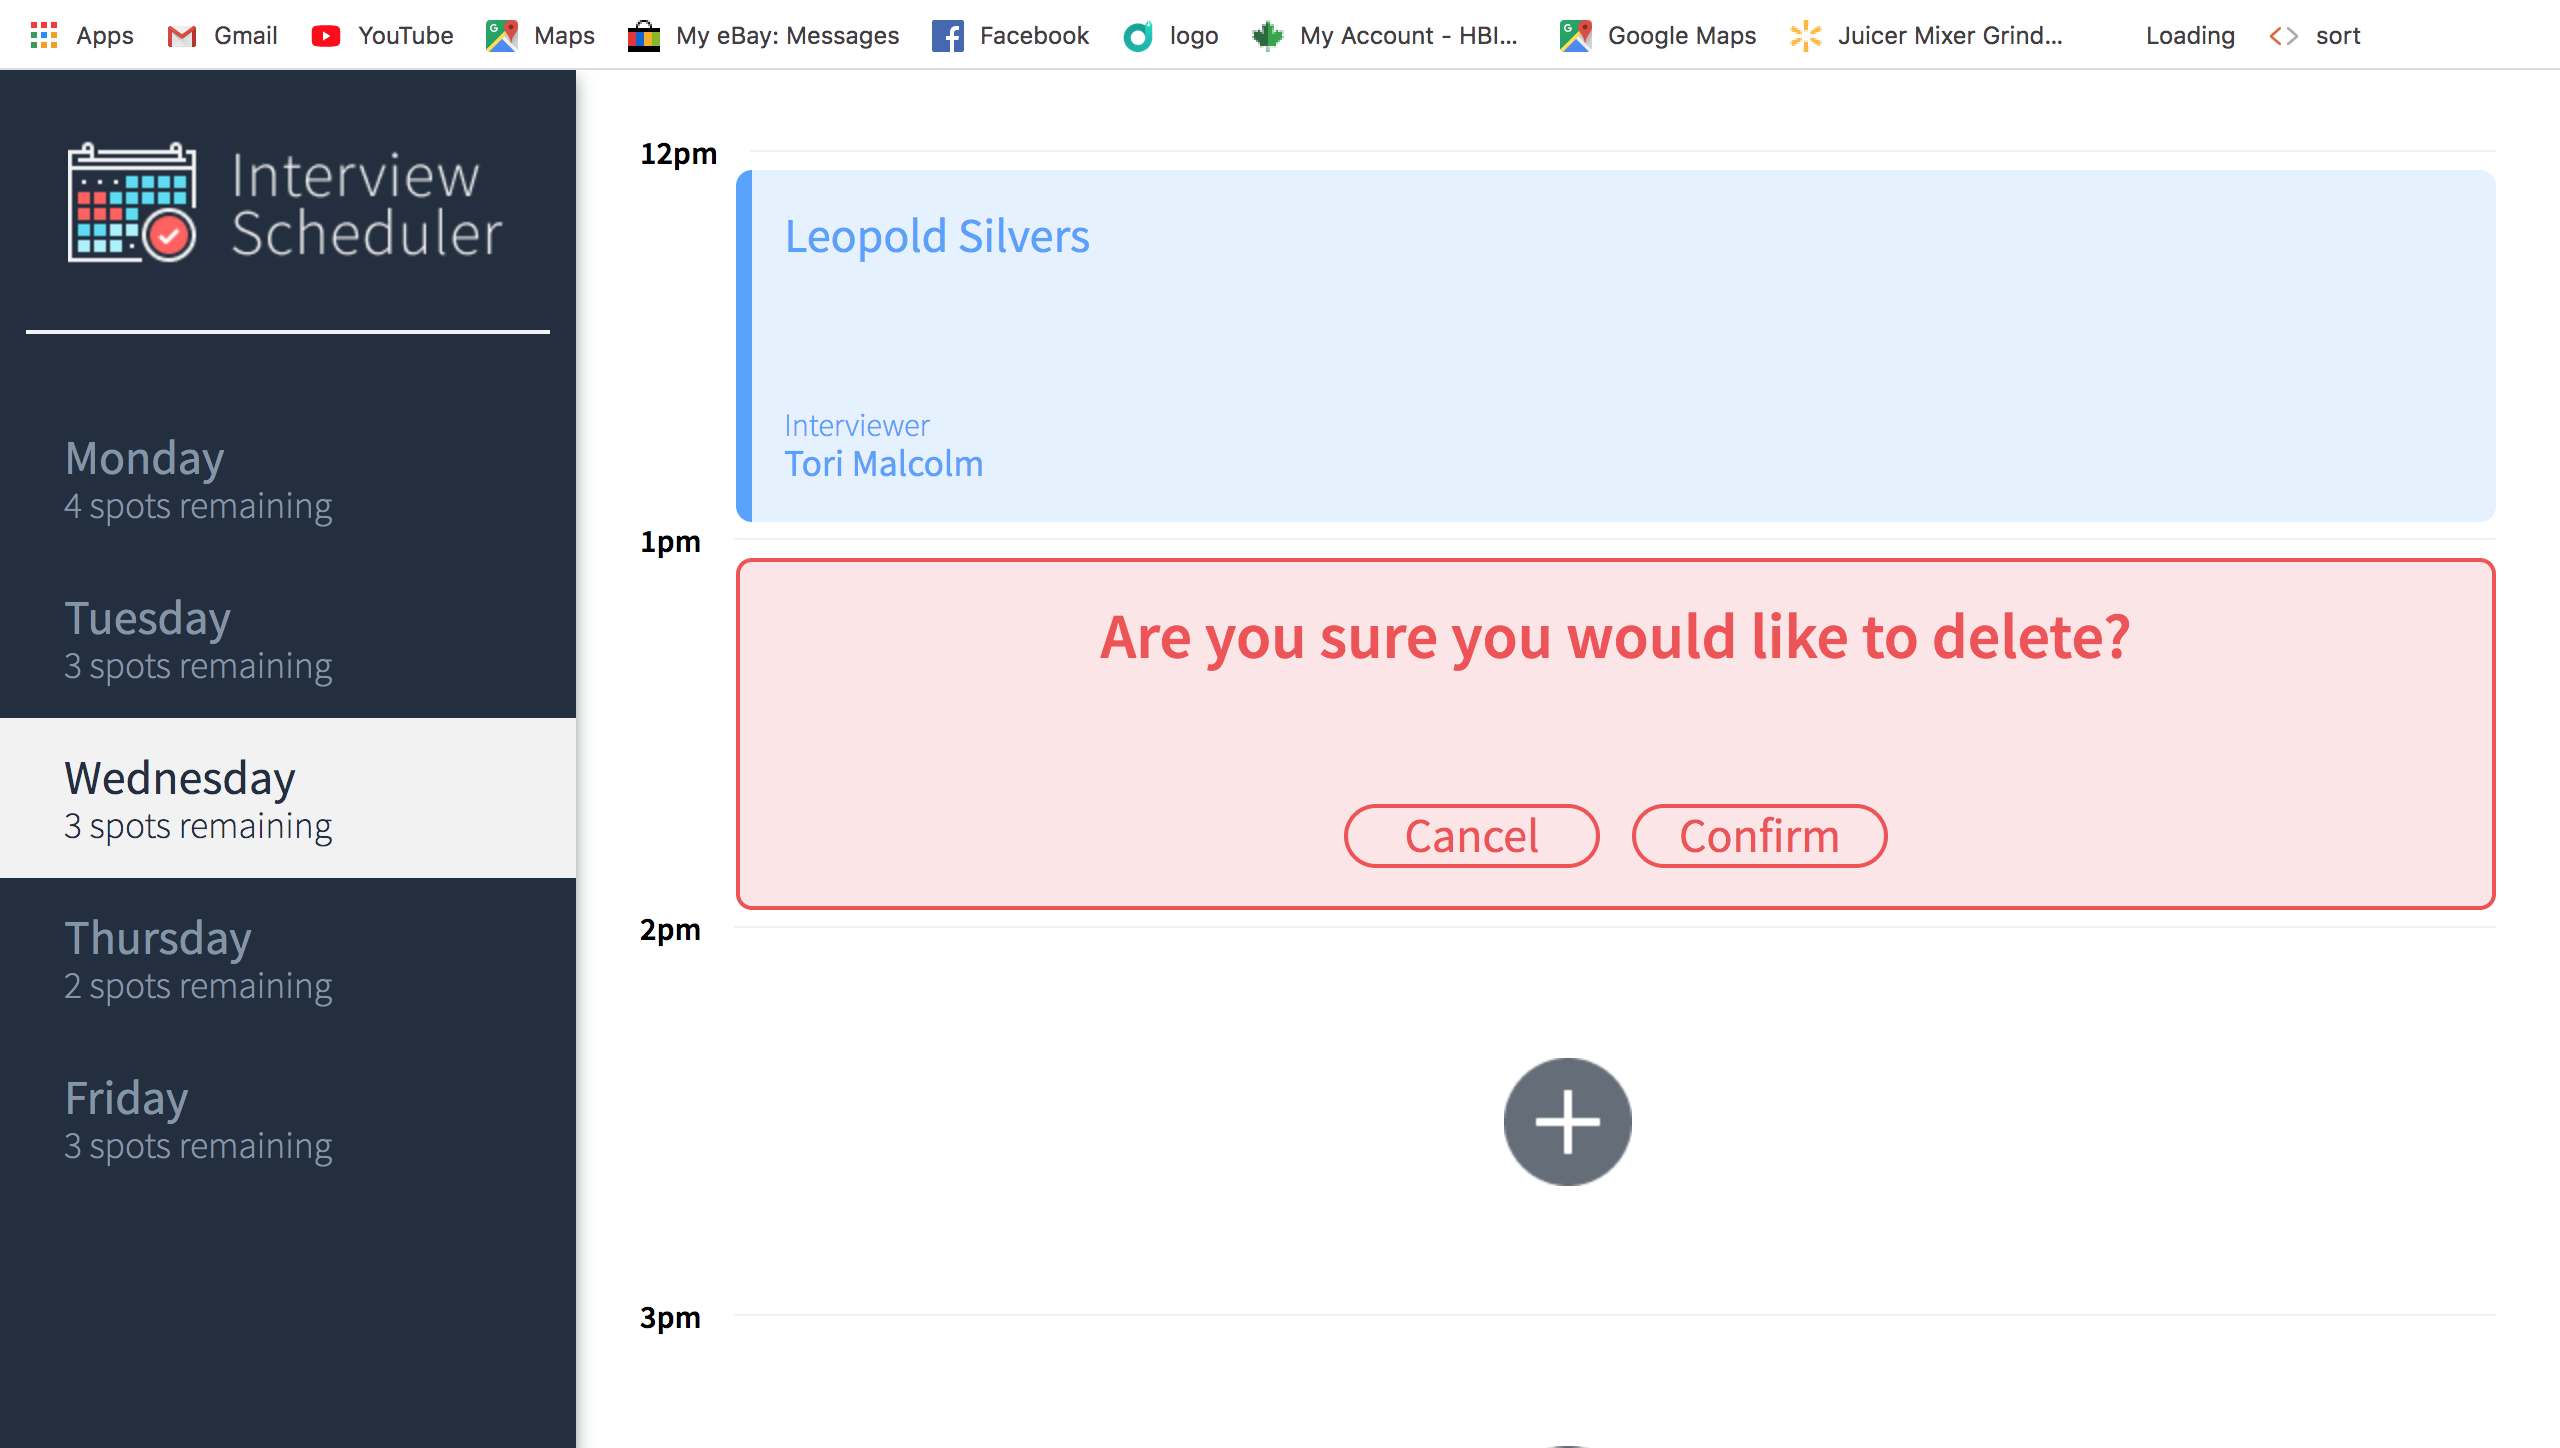 Apps Gmail YouTube Maps My eBay: Messages Facebook logo My Account - HBI... Google Maps Juicer Mixer Grind... Loading sort
Interview
Scheduler
Monday
4 spots remaining
Tuesday
3 spots remaining
Wednesday
3 spots remaining
Thursday
2 spots remaining
Friday
3 spots remaining
12pm
Leopold Silvers
Interviewer
Tori Malcolm
1pm
Are you sure you would like to delete?
Cancel Confirm
2pm
3pm